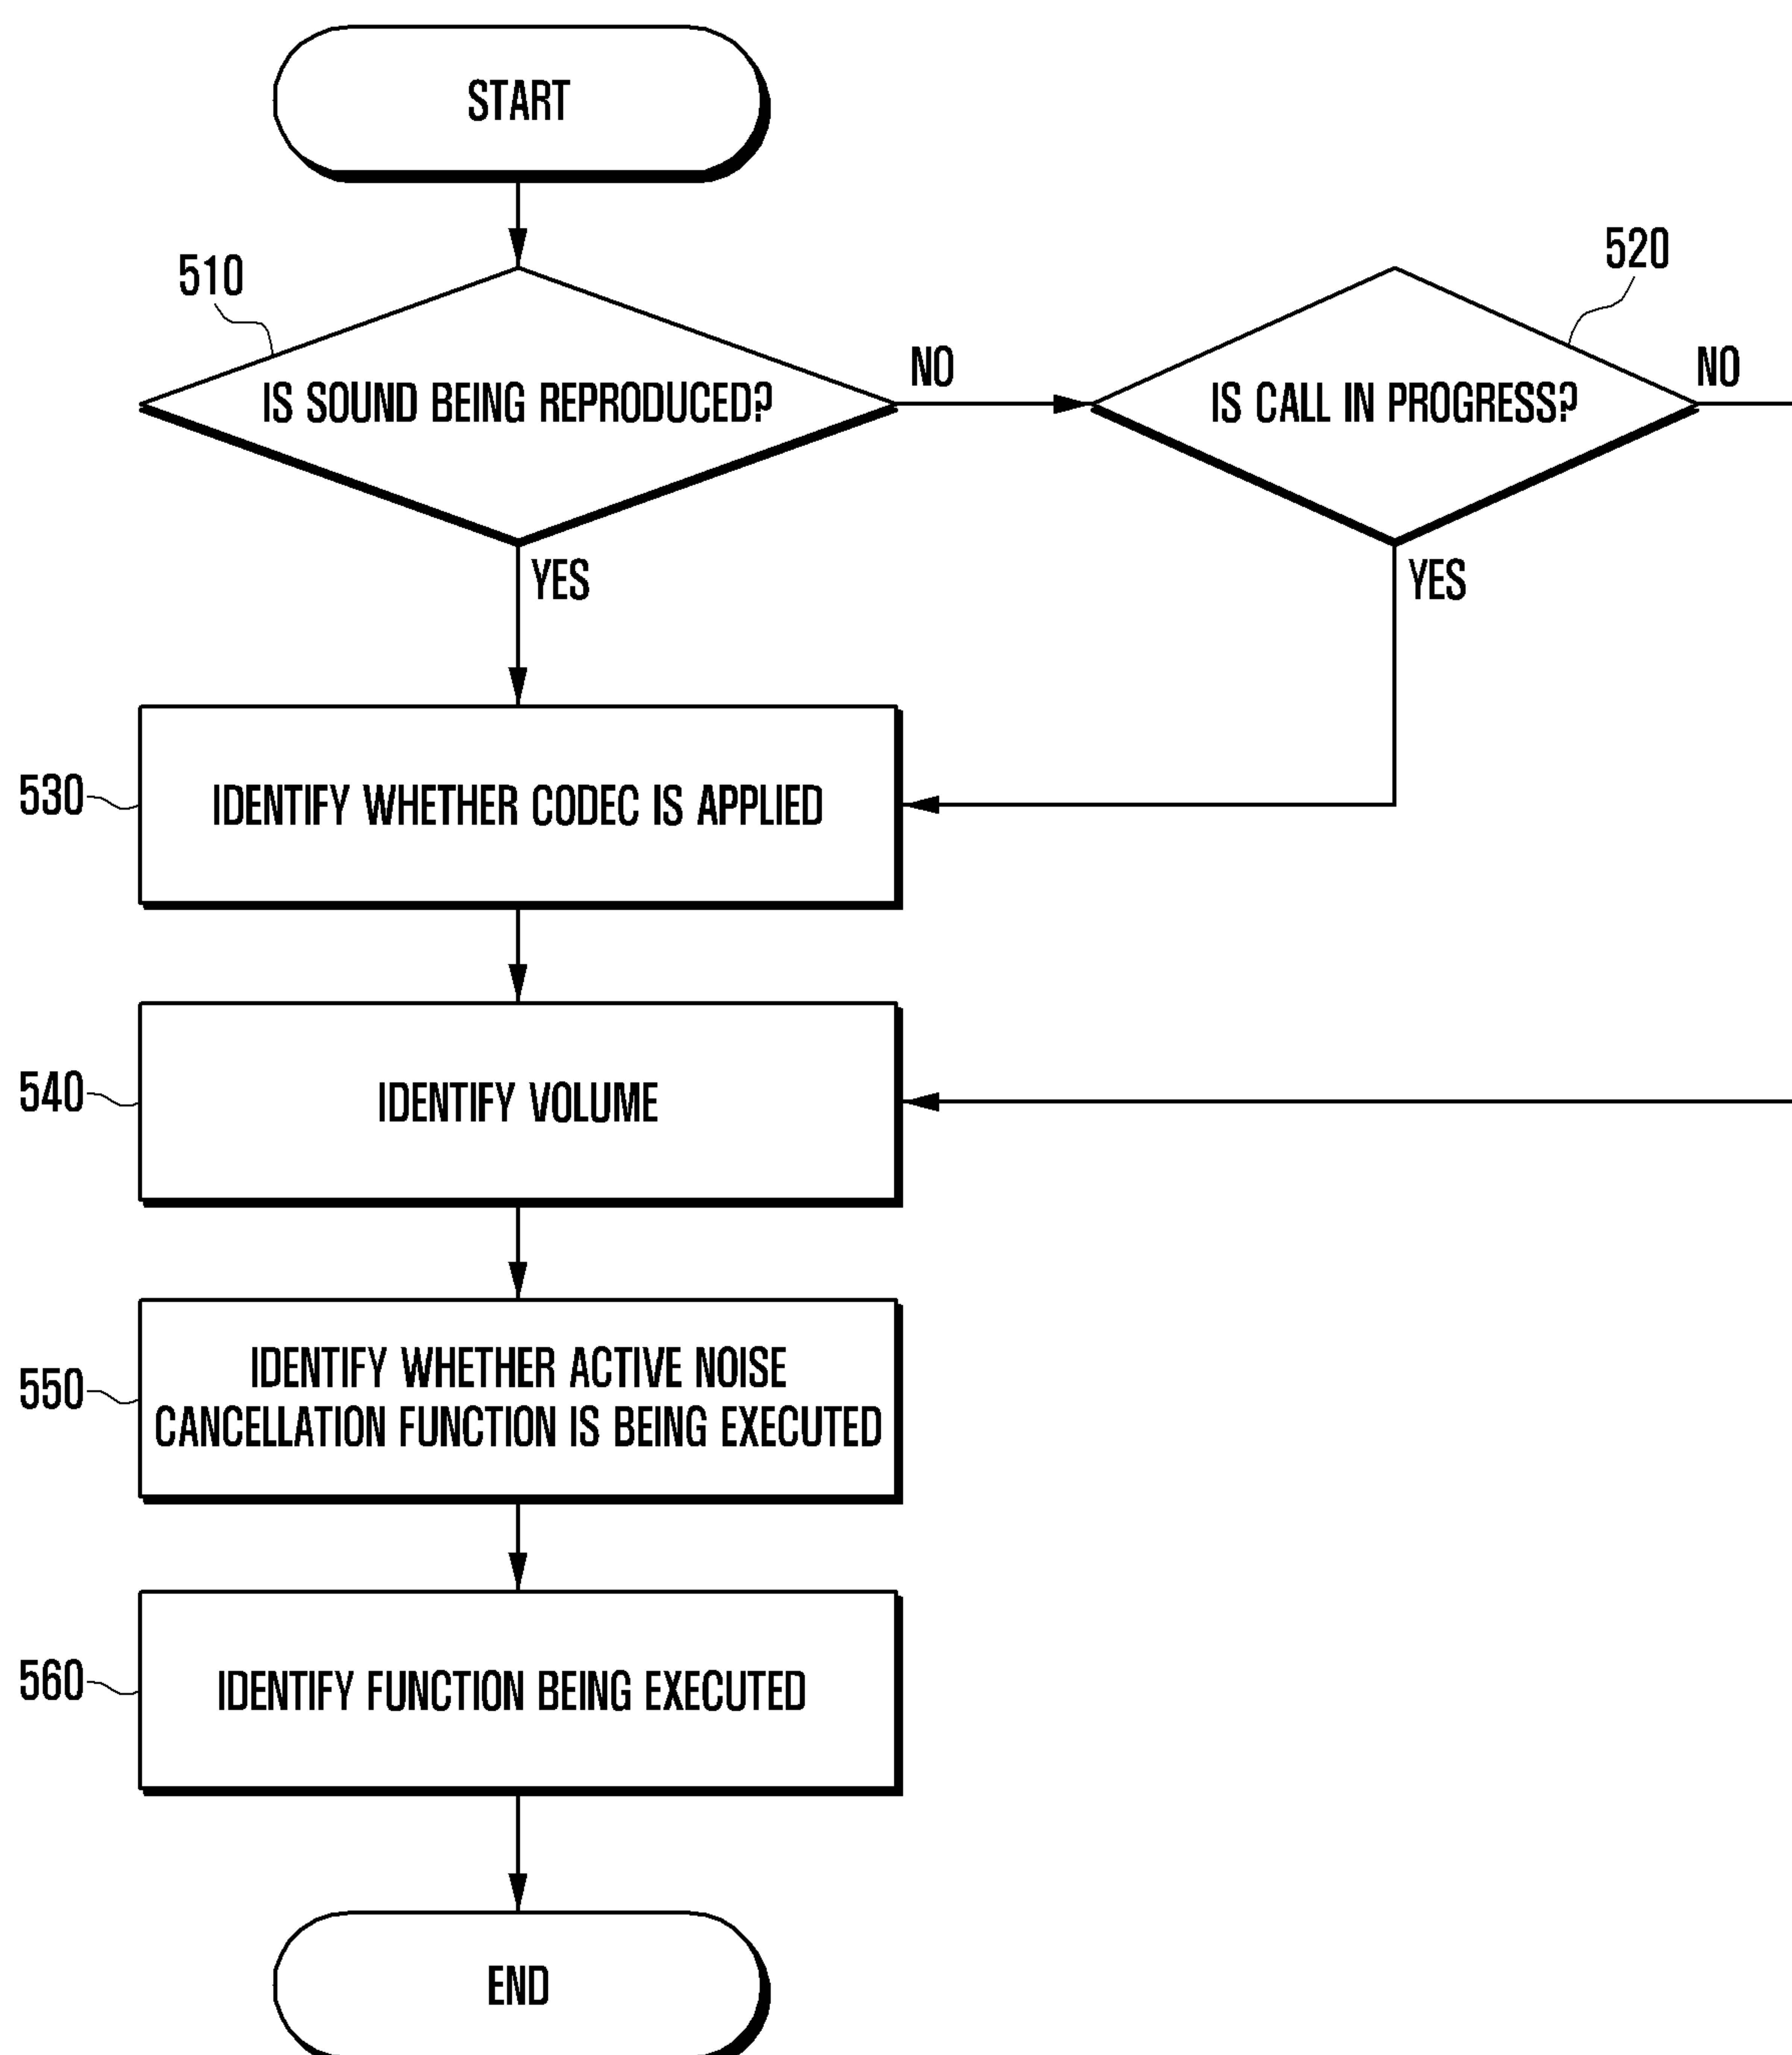 START
510
IS SOUND BEING REPRODUCED?
NO
520
IS CALL IN PROGRESS?
NO
YES
YES
530
IDENTIFY WHETHER CODEC IS APPLIED
540
IDENTIFY VOLUME
550
IDENTIFY WHETHER ACTIVE NOISE
CANCELLATION FUNCTION IS BEING EXECUTED
560
IDENTIFY FUNCTION BEING EXECUTED
END